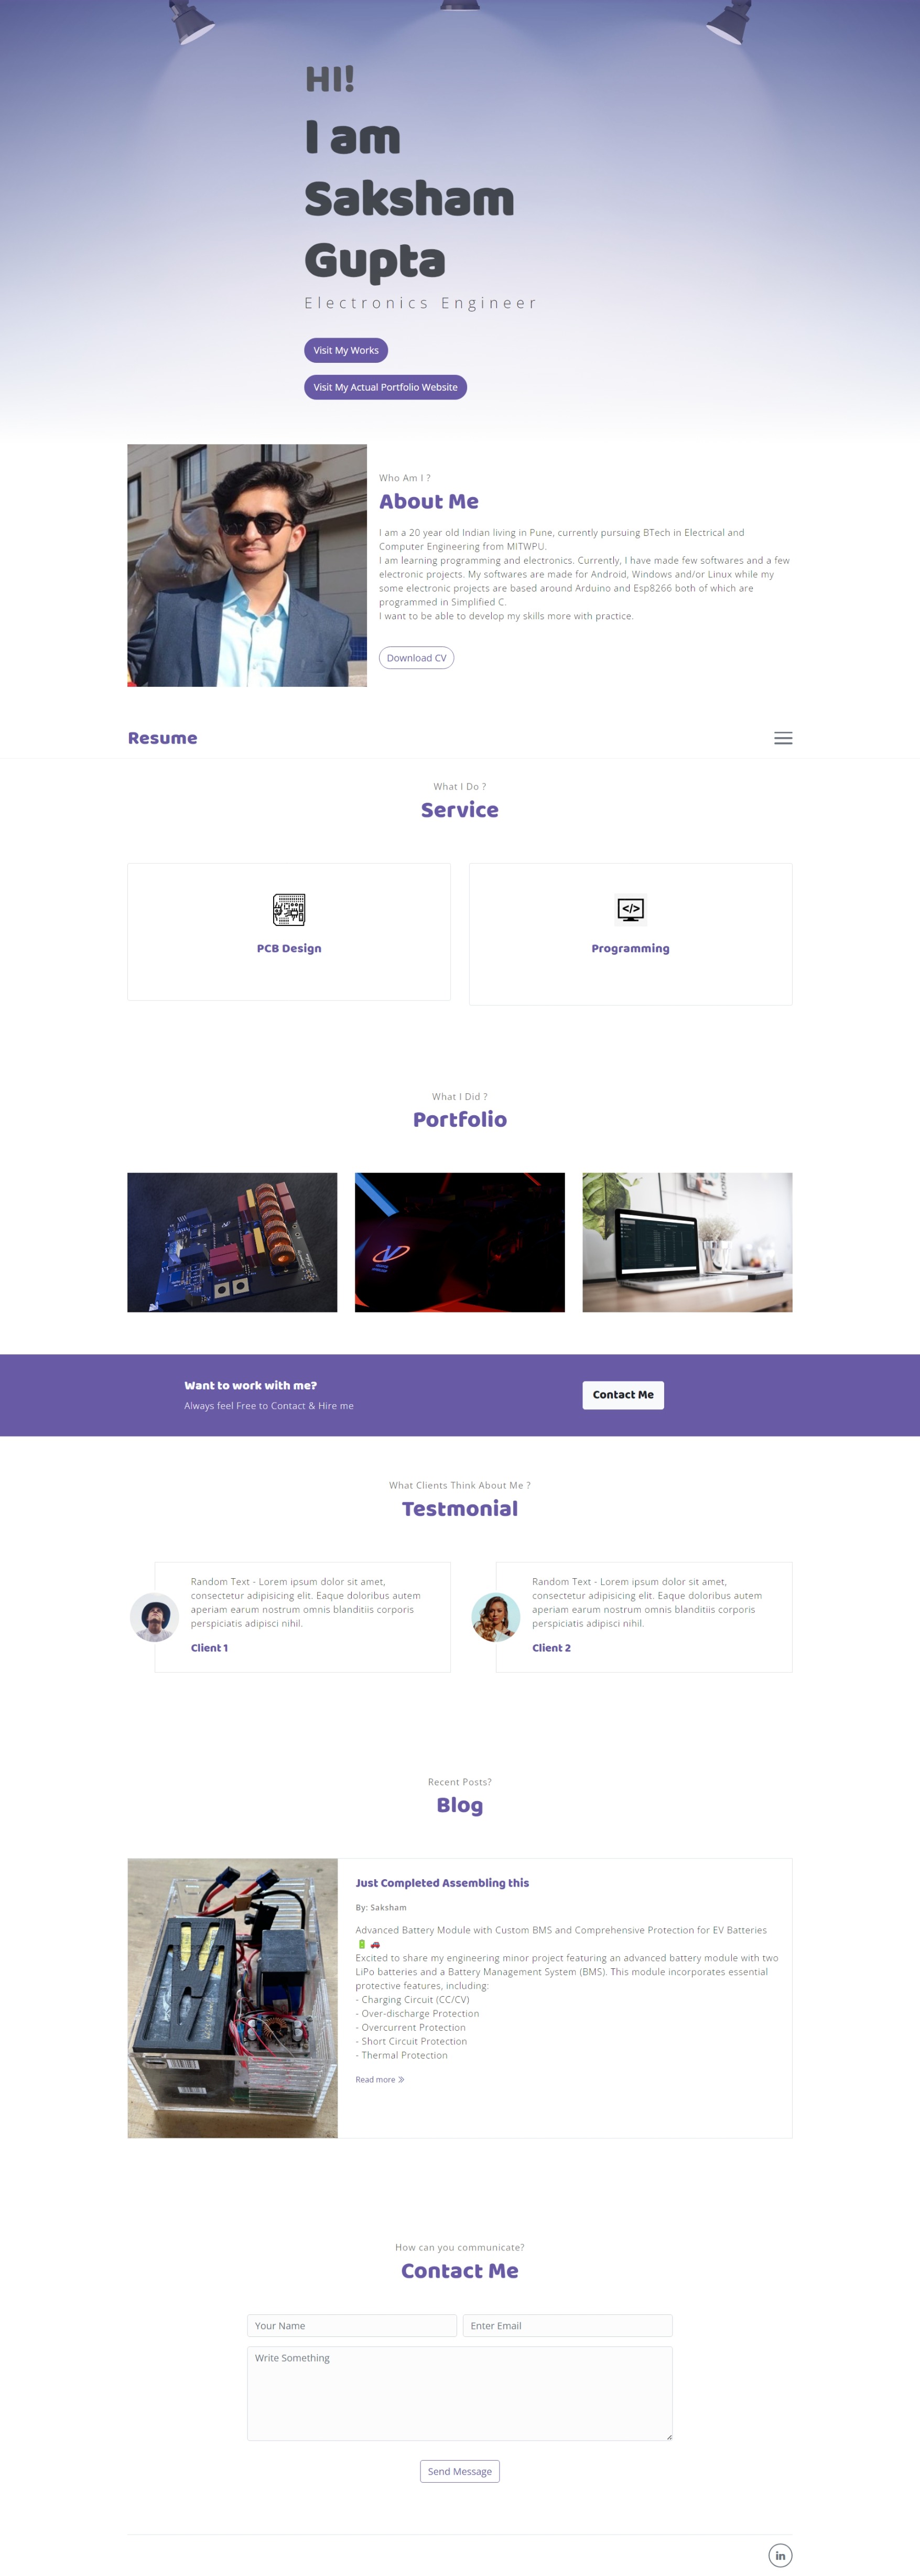 HI!
I am
Saksham
Gupta
Electronics Engineer
Visit My Works
Visit My Actual Portfolio Website
Who Am I ?
About Me
I am a 20 year old Indian living in Pune, currently pursuing BTech in Electrical and
Computer Engineering from MITWPU.
I am learning programming and electronics. Currently, I have made few softwares and a few
electronic projects. My softwares are made for Android, Windows and/or Linux while my
some electronic projects are based around Arduino and Esp8266 both of which are
programmed in Simplified C.
I want to be able to develop my skills more with practice.
Download CV
Resume
What I Do ?
Service
PCB Design
</>
Programming
What I Did ?
Portfolio
Want to work with me?
Always feel Free to Contact & Hire me
Contact Me
What Clients Think About Me ?
Testmonial
Random Text - Lorem ipsum dolor sit amet,
consectetur adipisicing elit. Eaque doloribus autem
aperiam earum nostrum omnis blanditiis corporis
perspiciatis adipisci nihil.
Client 1
Random Text - Lorem ipsum dolor sit amet,
consectetur adipisicing elit. Eaque doloribus autem
aperiam earum nostrum omnis blanditiis corporis
perspiciatis adipisci nihil.
Client 2
Recent Posts?
Blog
Just Completed Assembling this
By: Saksham
Advanced Battery Module with Custom BMS and Comprehensive Protection for EV Batteries
🔋 🚗
Excited to share my engineering minor project featuring an advanced battery module with two
LiPo batteries and a Battery Management System (BMS). This module incorporates essential
protective features, including:
- Charging Circuit (CC/CV)
- Over-discharge Protection
- Overcurrent Protection
- Short Circuit Protection
- Thermal Protection
Read more »
How can you communicate?
Contact Me
Your Name
Enter Email
Write Something
Send Message
in